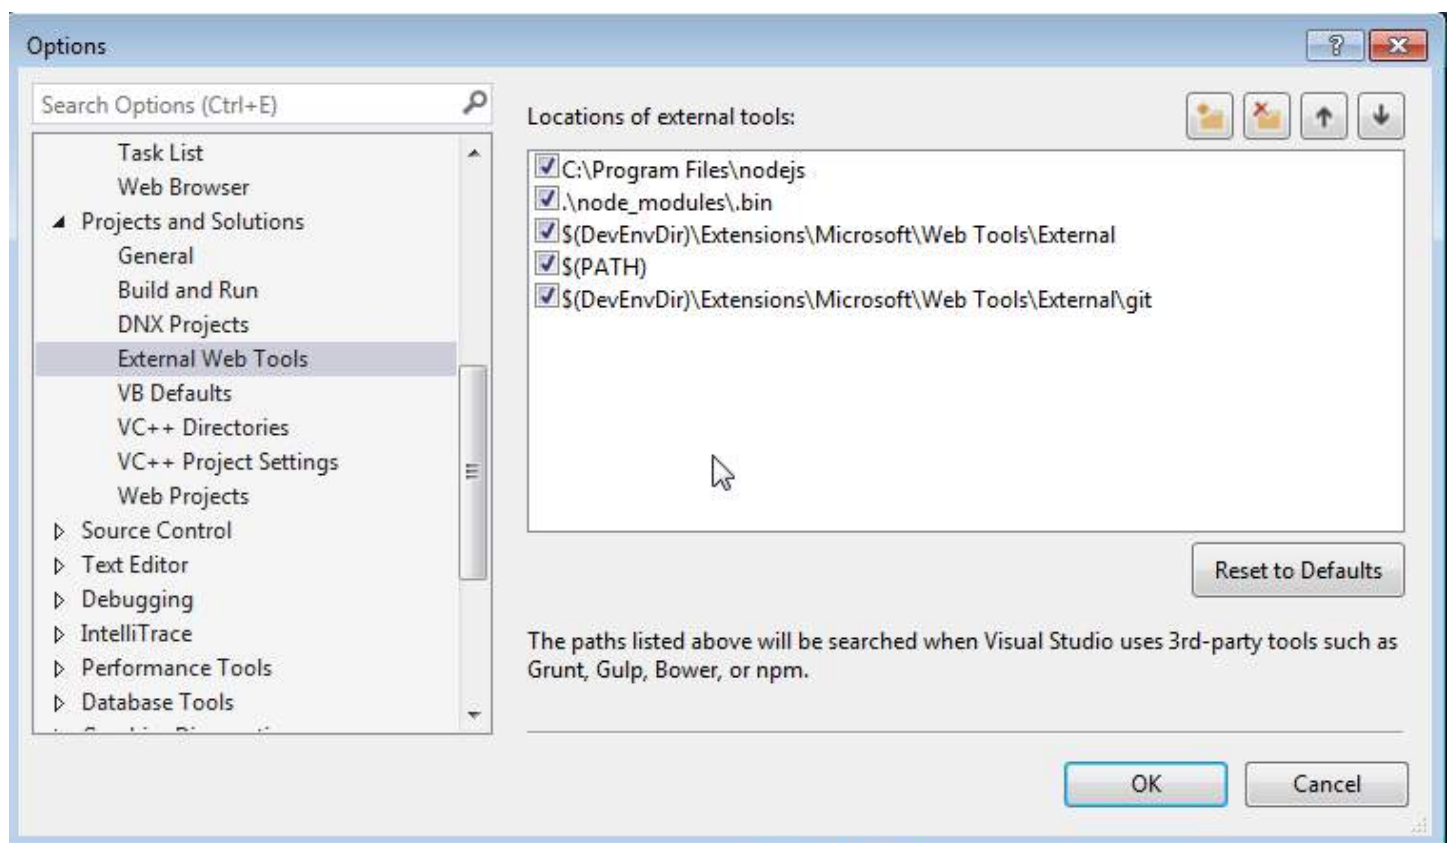 Options
Search Options (Ctrl+E)
Task List
Web Browser
Projects and Solutions
General
Build and Run
DNX Projects
External Web Tools
VB Defaults
VC++ Directories
VC++ Project Settings
Web Projects
Source Control
Text Editor
Debugging
IntelliTrace
Performance Tools
Database Tools
Locations of external tools:
C:\Program Files\nodejs
.\node_modules\.bin
$(DevEnvDir)\Extensions\Microsoft\Web Tools\External
$(PATH)
$(DevEnvDir)\Extensions\Microsoft\Web Tools\External\git
Reset to Defaults
The paths listed above will be searched when Visual Studio uses 3rd-party tools such as
Grunt, Gulp, Bower, or npm.
OK
Cancel